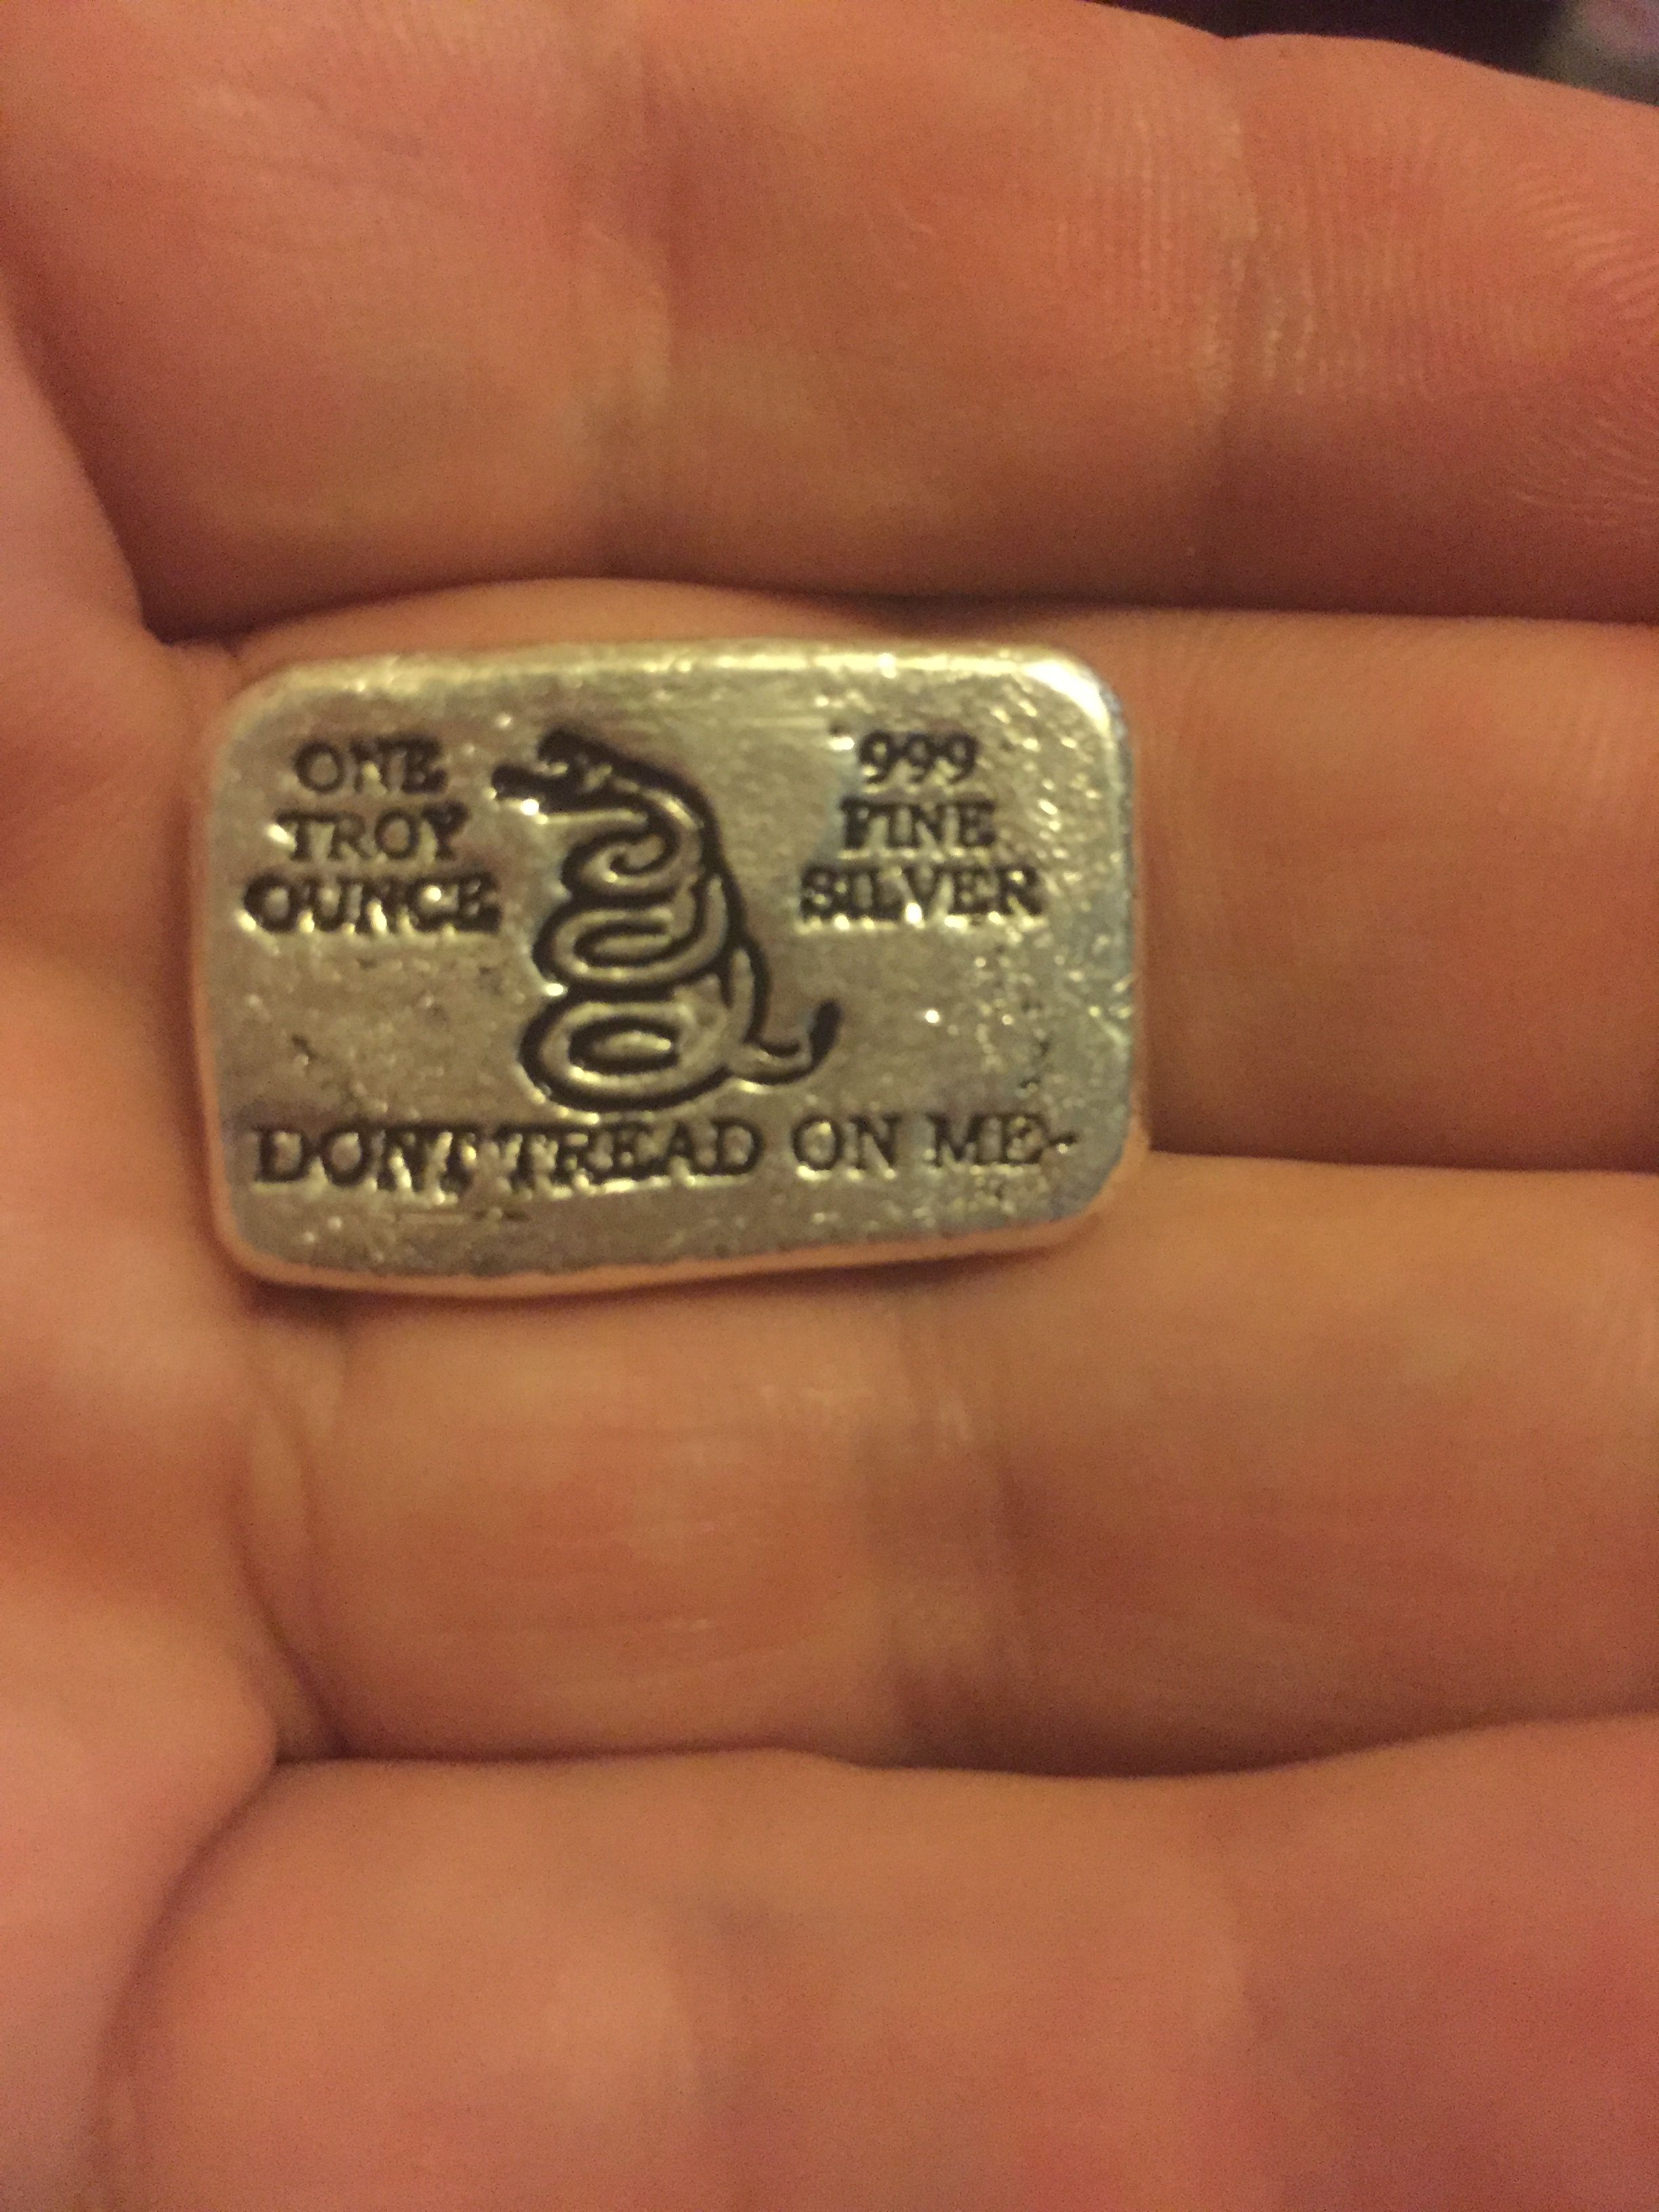 ONE
TROY
OUNCE
999
FINE
SILVER
DONT TREAD ON ME